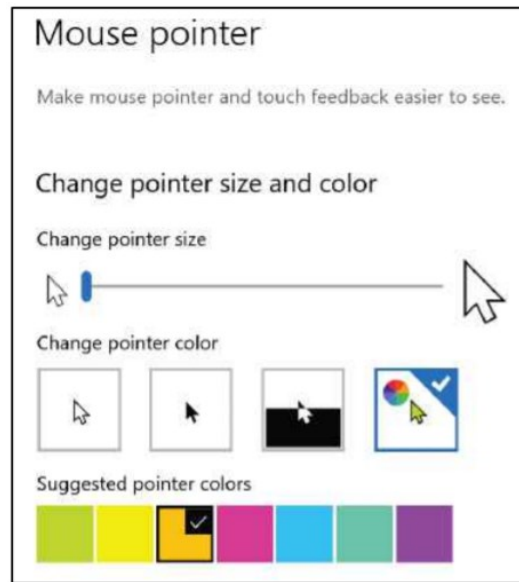 Mouse pointer
Make mouse pointer and touch feedback easier to see.
Change pointer size and color
Change pointer size
Change pointer color
Suggested pointer colors